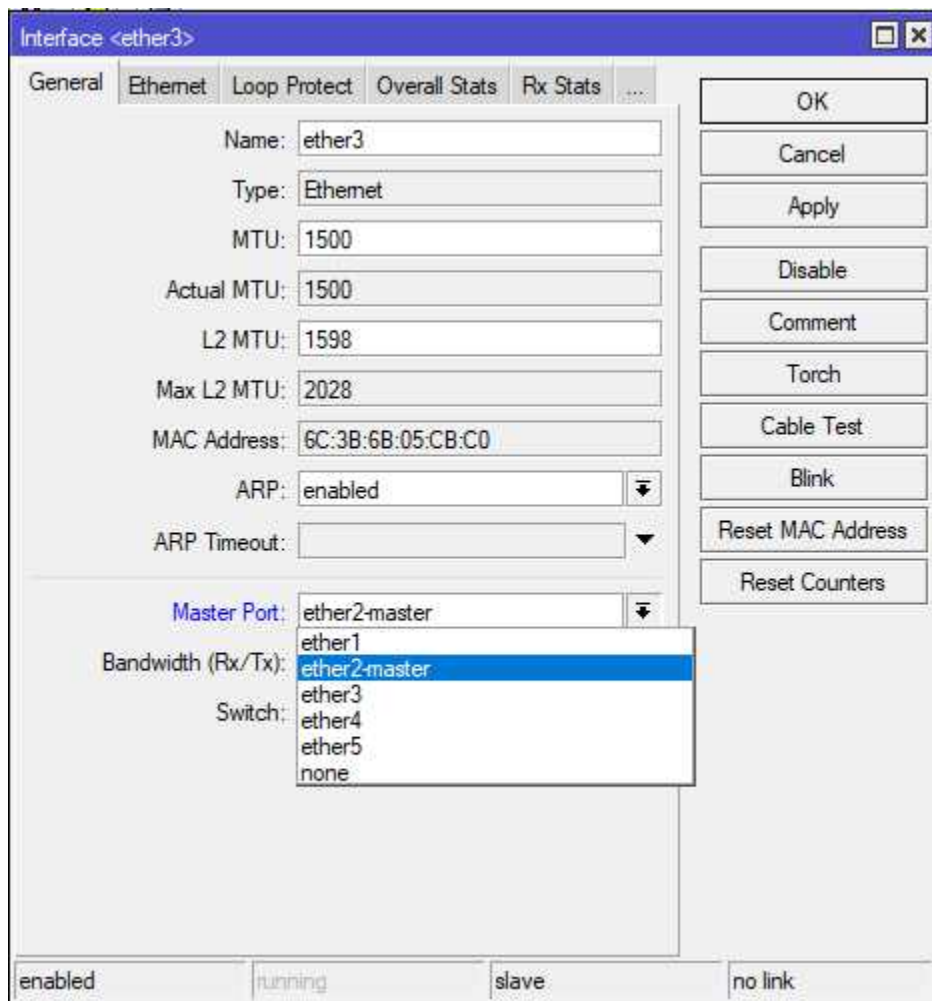 Interface <ether3>
General Ethernet Loop Protect Overall Stats Rx Stats ...
Name: ether3
Type: Ethernet
MTU: 1500
Actual MTU: 1500
L2 MTU: 1598
Max L2 MTU: 2028
MAC Address: 6C:3B:6B:05:CB:C0
ARP: enabled
ARP Timeout:
Master Port: ether2-master
ether1
Bandwidth (Rx/Tx): ether2-master
ether3
Switch: ether4
ether5
none
OK
Cancel
Apply
Disable
Comment
Torch
Cable Test
Blink
Reset MAC Address
Reset Counters
enabled running slave no link